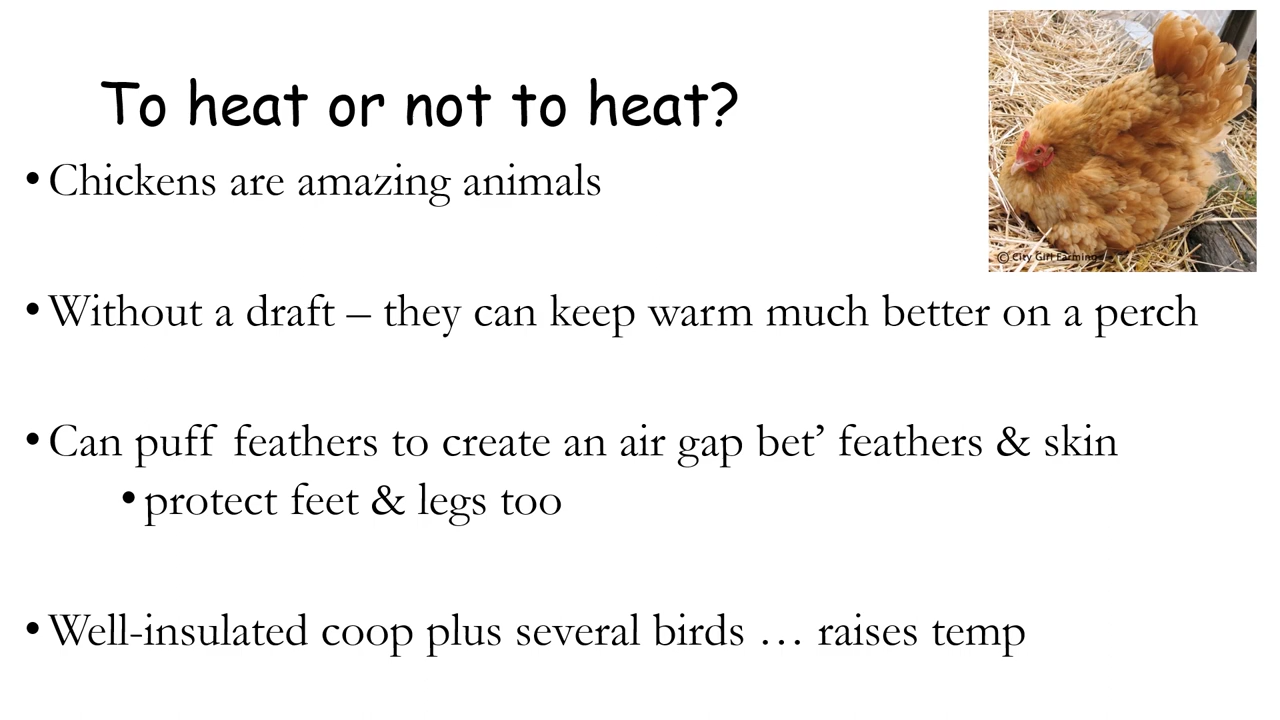 To heat or not to heat?
• Chickens are amazing animals
© City Girl Farming
• Without a draft – they can keep warm much better on a perch
• Can puff feathers to create an air gap bet’ feathers & skin
• protect feet & legs too
• Well-insulated coop plus several birds … raises temp